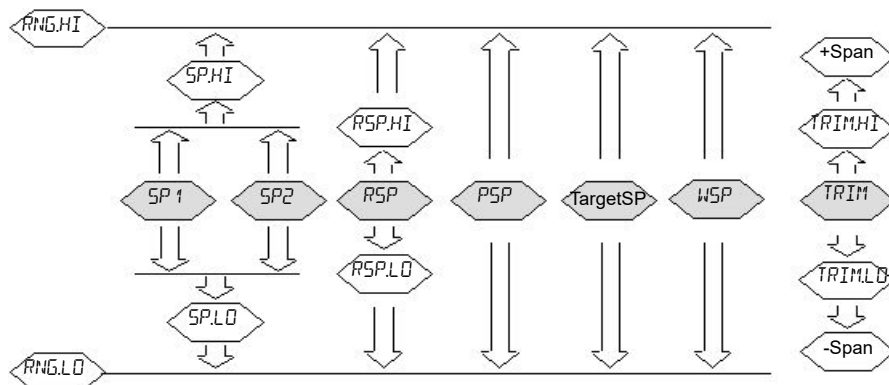 RNG.HI
+Span
SP.HI
RSP.HI
TRIM.HI
SP1
SP2
RSP
PSP
TargetSP
WSP
TRIM
RSP.LO
TRIM.LO
SP.LO
-Span
RNG.LO